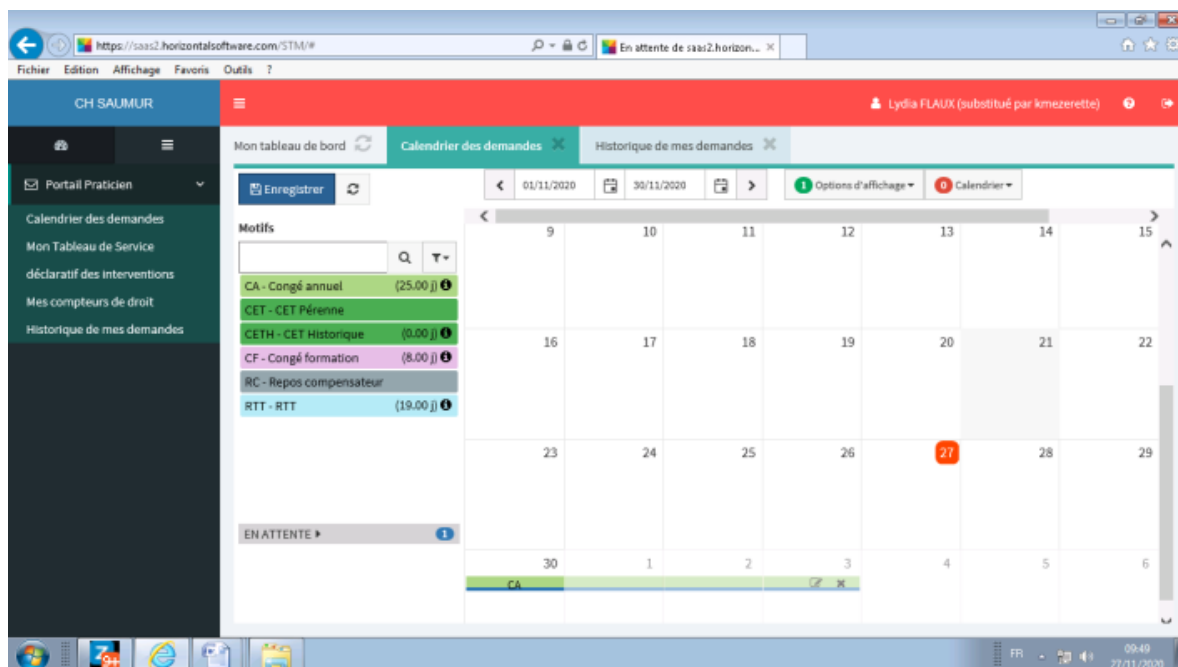 https://saas2.horizontalsoftware.com/STM/#
En attente de saas2.horizon...
Fichier Edition Affichage Favoris Outils ?
CH SAUMUR
Lydia FLAUX (substitué par kmezerette)
Mon tableau de bord
Calendrier des demandes
Historique de mes demandes
Portail Praticien
Calendrier des demandes
Mon Tableau de Service
déclaratif des interventions
Mes compteurs de droit
Historique de mes demandes
Enregistrer
01/11/2020
30/11/2020
1 Options d'affichage
0 Calendrier
Motifs
CA - Congé annuel (25.00 j)
CET - CET Pérenne
CETH - CET Historique (0.00 j)
CF - Congé formation (8.00 j)
RC - Repos compensateur
RTT - RTT (19.00 j)
EN ATTENTE 1
9 10 11 12 13 14 15
16 17 18 19 20 21 22
23 24 25 26 27 28 29
30 1 2 3 4 5 6
CA
FR
09:49
27/11/2020